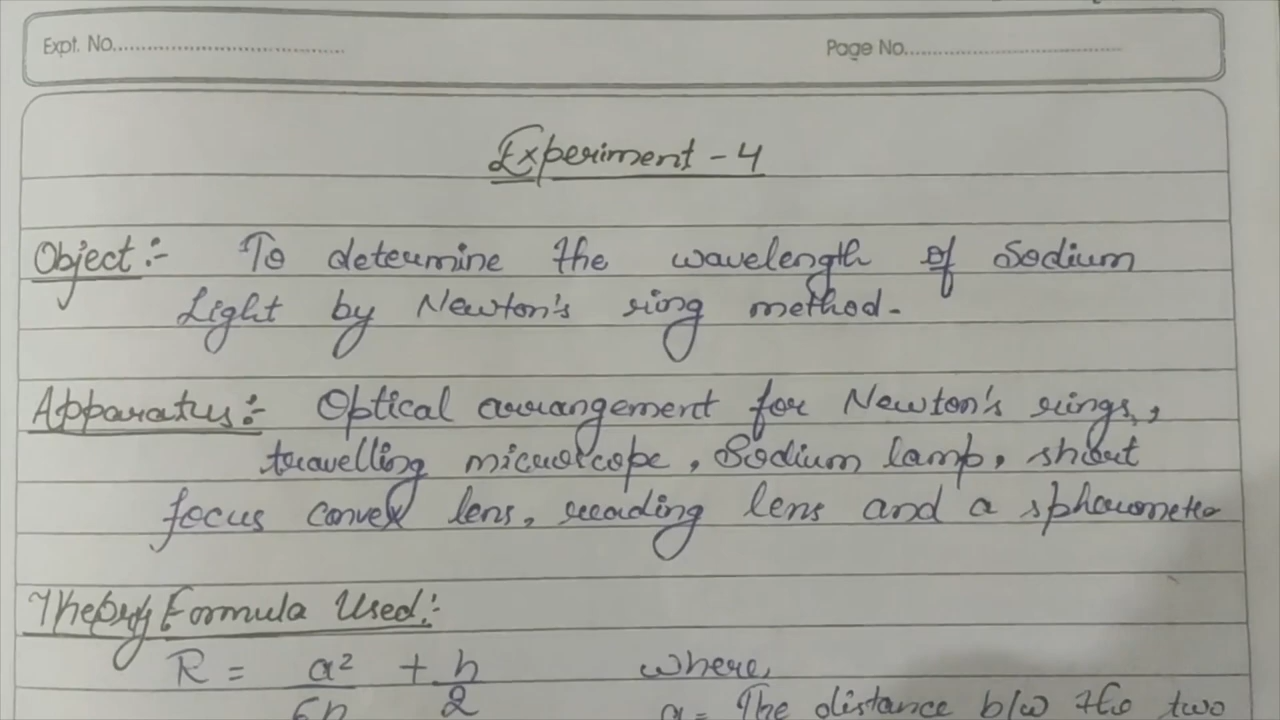 Expt. No.
Page No.
Experiment - 4
Object :- To determine the wavelength of Sodium
Light by Newton's ring method.
Apparatus :- Optical arrangement for Newton's rings,
travelling microscope, Sodium lamp, short
focus convex lens, reading lens and a spherometer
Theory Formula Used :-
R = a² + h where,
6h 2 a = The distance b/w the two